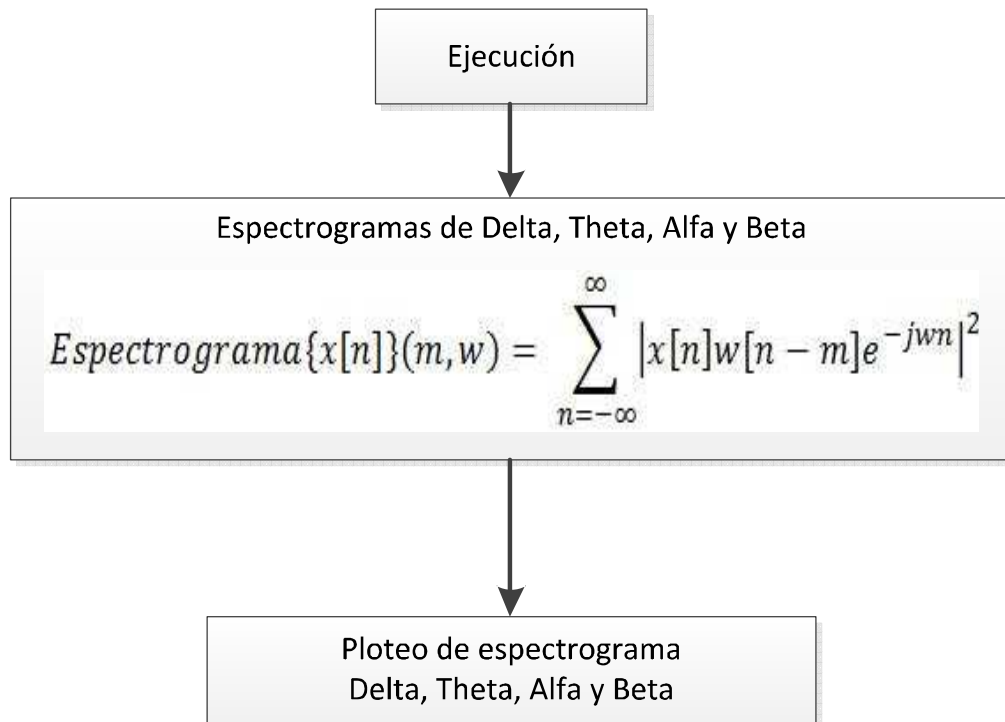 Ejecución
Espectrogramas de Delta, Theta, Alfa y Beta
Espectrograma{x[n]}(m, w) = ∑_{n=−∞}^{∞} |x[n]w[n − m]e^{−jwn}|^2
Ploteo de espectrograma
Delta, Theta, Alfa y Beta